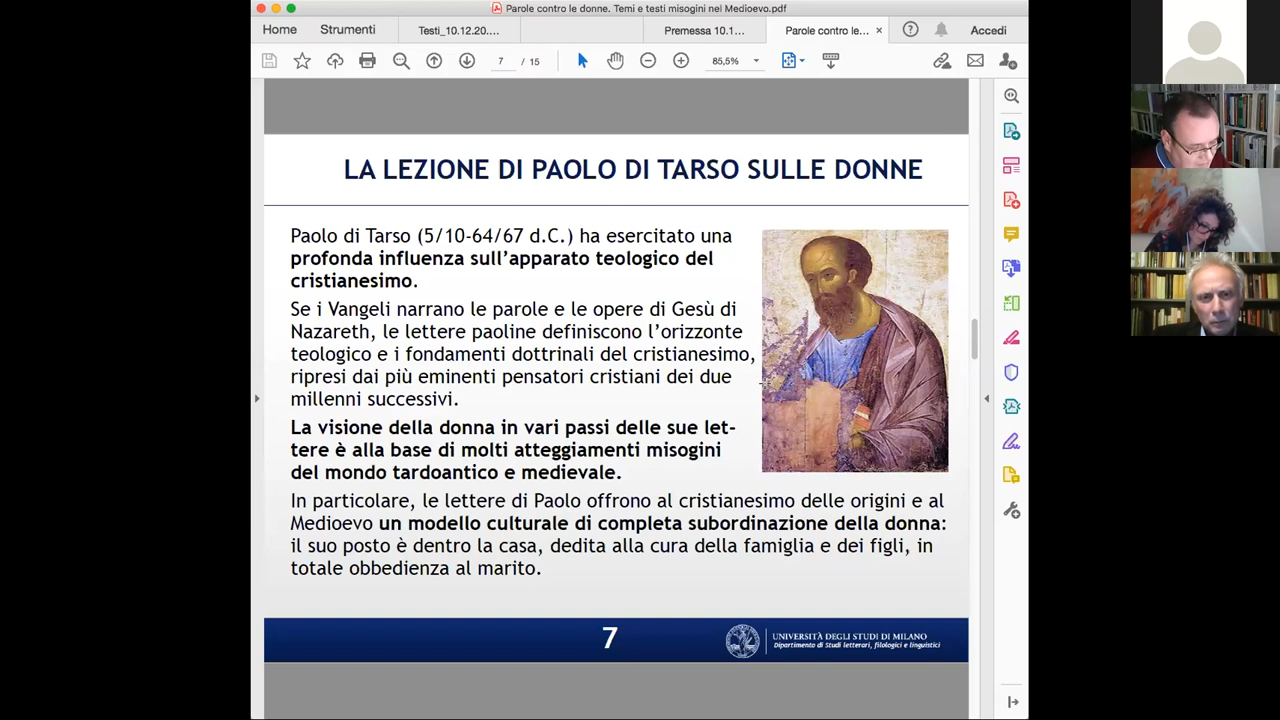 Parole contro le donne. Temi e testi misogini nel Medioevo.pdf
Home
Strumenti
Testi_10.12.20....
Premessa 10.1...
Parole contro le...
Accedi
7 / 15
85,5%
LA LEZIONE DI PAOLO DI TARSO SULLE DONNE
Paolo di Tarso (5/10-64/67 d.C.) ha esercitato una
profonda influenza sull’apparato teologico del
cristianesimo.
Se i Vangeli narrano le parole e le opere di Gesù di
Nazareth, le lettere paoline definiscono l’orizzonte
teologico e i fondamenti dottrinali del cristianesimo,
ripresi dai più eminenti pensatori cristiani dei due
millenni successivi.
La visione della donna in vari passi delle sue let-
tere è alla base di molti atteggiamenti misogini
del mondo tardoantico e medievale.
In particolare, le lettere di Paolo offrono al cristianesimo delle origini e al
Medioevo un modello culturale di completa subordinazione della donna:
il suo posto è dentro la casa, dedita alla cura della famiglia e dei figli, in
totale obbedienza al marito.
7
UNIVERSITÀ DEGLI STUDI DI MILANO
Dipartimento di Studi letterari, filologici e linguistici